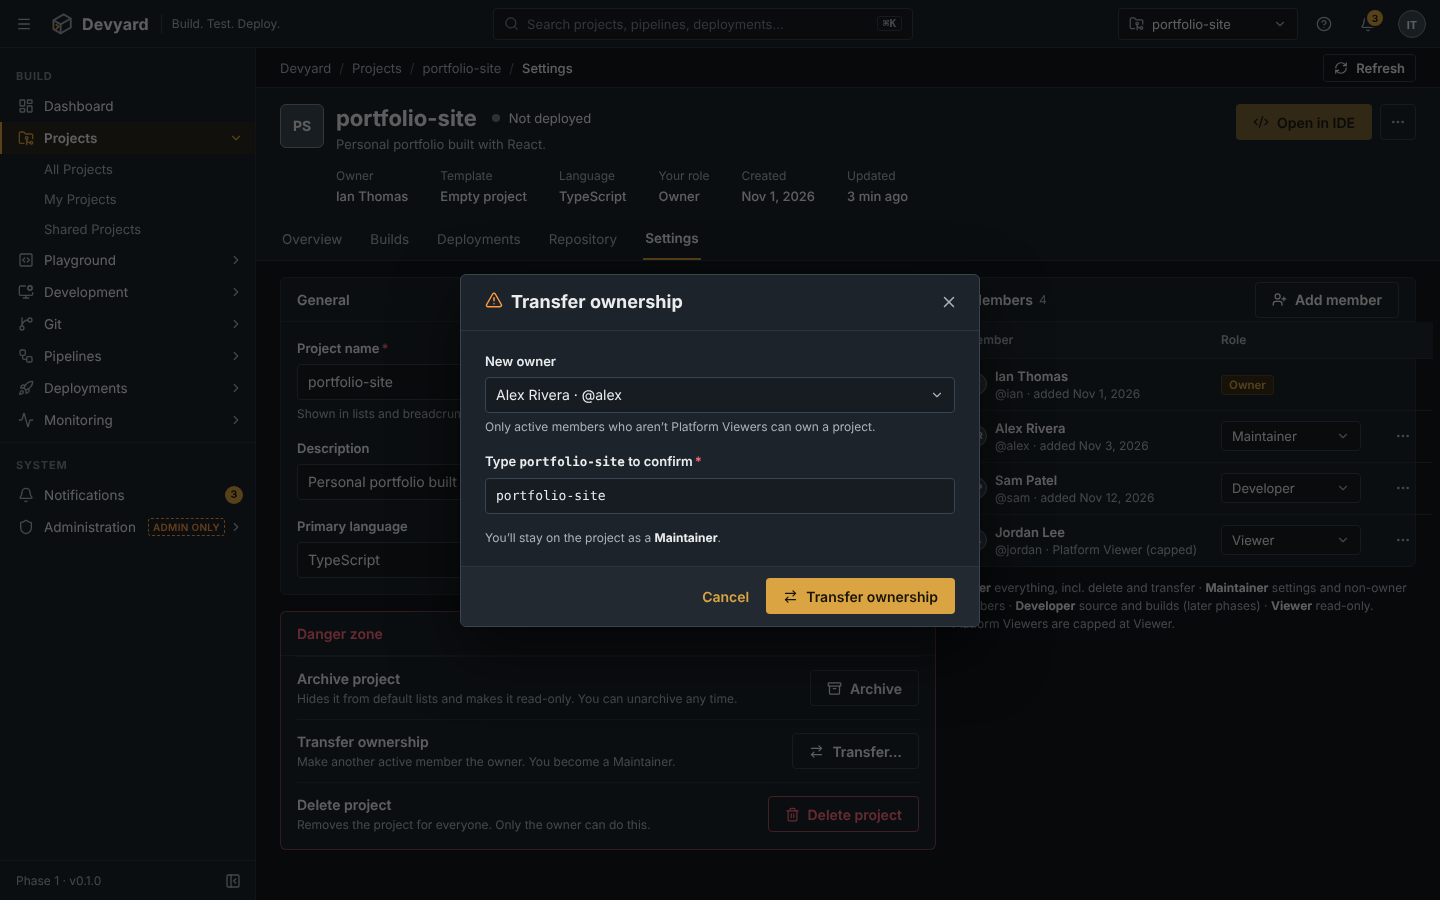 Devyard
Build. Test. Deploy.
Search projects, pipelines, deployments...
⌘K
portfolio-site
3
IT
BUILD
Dashboard
Projects
All Projects
My Projects
Shared Projects
Playground
Development
Git
Pipelines
Deployments
Monitoring
SYSTEM
Notifications
3
Administration
ADMIN ONLY
Phase 1 · v0.1.0
Devyard / Projects / portfolio-site / Settings
Refresh
PS
portfolio-site
Not deployed
Personal portfolio built with React.
Open in IDE
Owner
Ian Thomas
Template
Empty project
Language
TypeScript
Your role
Owner
Created
Nov 1, 2026
Updated
3 min ago
Overview
Builds
Deployments
Repository
Settings
General
Project name *
portfolio-site
Description
Personal portfolio built
Primary language
TypeScript
Transfer ownership
New owner
Alex Rivera · @alex
Only active members who aren’t Platform Viewers can own a project.
Type portfolio-site to confirm *
portfolio-site
You’ll stay on the project as a Maintainer.
Cancel
Transfer ownership
4
Add member
Role
Ian Thomas
@ian · added Nov 1, 2026
Owner
Alex Rivera
@alex · added Nov 3, 2026
Maintainer
Sam Patel
@sam · added Nov 12, 2026
Developer
Jordan Lee
@jordan · Platform Viewer (capped)
Viewer
everything, incl. delete and transfer · Maintainer settings and non-owner
· Developer source and builds (later phases) · Viewer read-only.
Viewers are capped at Viewer.
Danger zone
Archive project
Hides it from default lists and makes it read-only. You can unarchive any time.
Archive
Transfer ownership
Make another active member the owner. You become a Maintainer.
Transfer...
Delete project
Removes the project for everyone. Only the owner can do this.
Delete project